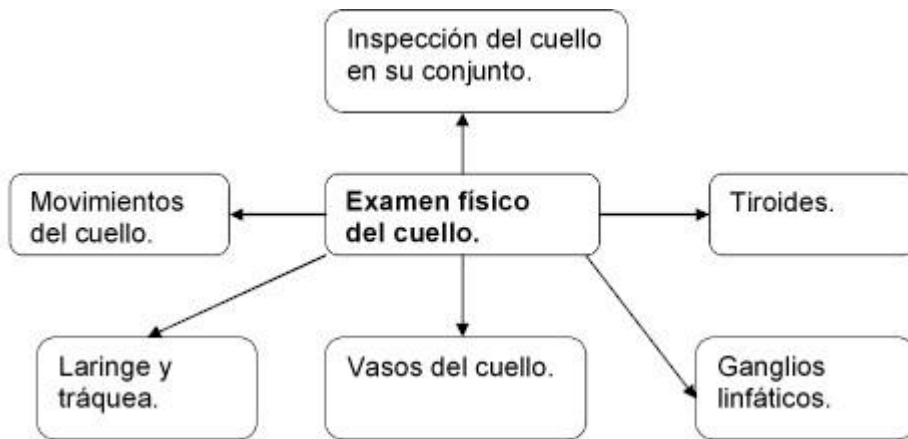 Inspección del cuello
en su conjunto.
Movimientos
del cuello.
Examen físico
del cuello.
Tiroides.
Laringe y
tráquea.
Vasos del cuello.
Ganglios
linfáticos.